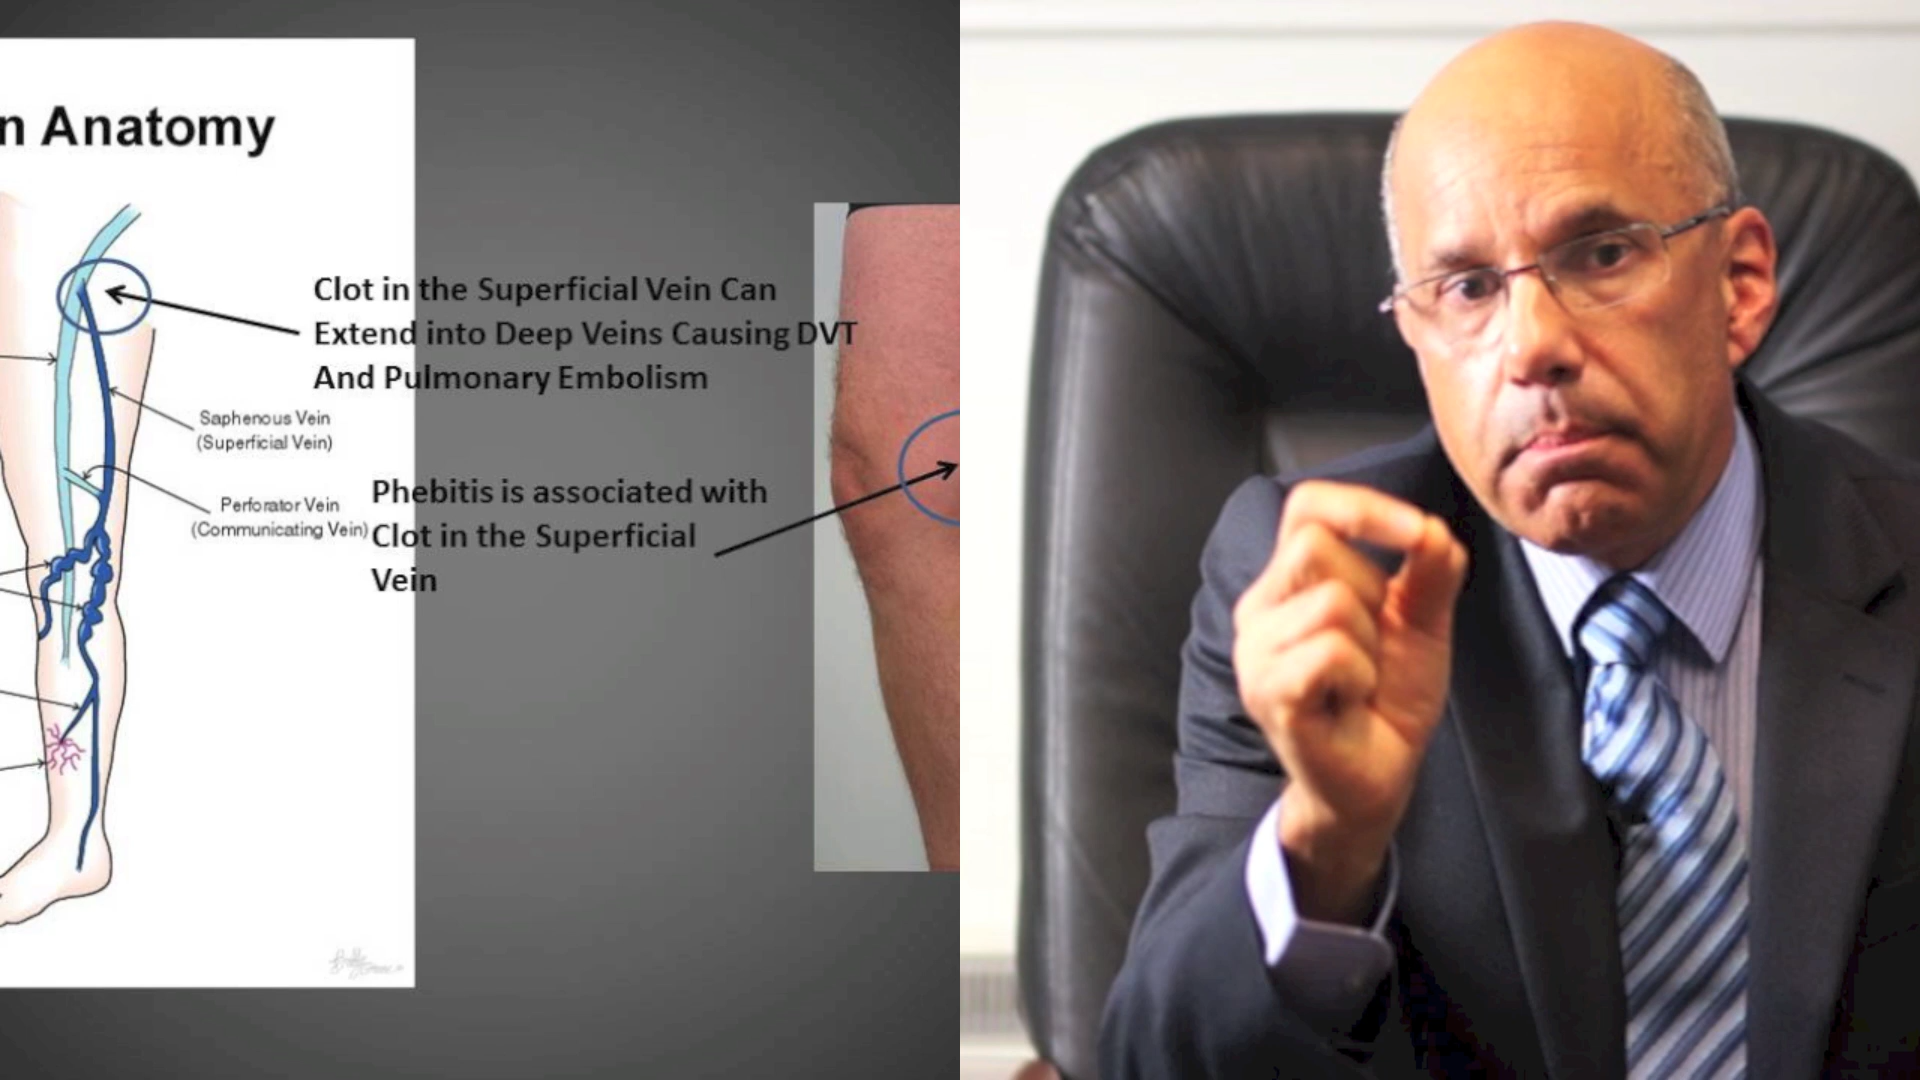 n Anatomy
Clot in the Superficial Vein Can
Extend into Deep Veins Causing DVT
And Pulmonary Embolism
Saphenous Vein
(Superficial Vein)
Perforator Vein
(Communicating Vein)
Phebitis is associated with
Clot in the Superficial
Vein